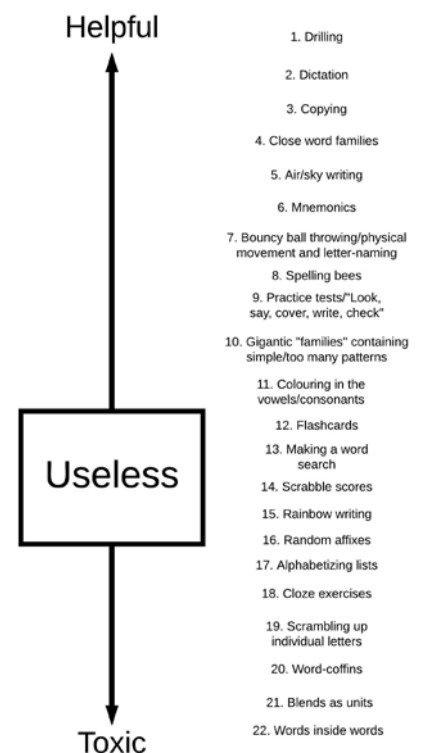 Helpful
1. Drilling
2. Dictation
3. Copying
4. Close word families
5. Air/sky writing
6. Mnemonics
7. Bouncy ball throwing/physical
movement and letter-naming
8. Spelling bees
9. Practice tests/"Look,
say, cover, write, check"
10. Gigantic "families" containing
simple/too many patterns
11. Colouring in the
vowels/consonants
12. Flashcards
13. Making a word
search
Useless
14. Scrabble scores
15. Rainbow writing
16. Random affixes
17. Alphabetizing lists
18. Cloze exercises
19. Scrambling up
individual letters
20. Word-coffins
21. Blends as units
22. Words inside words
Toxic